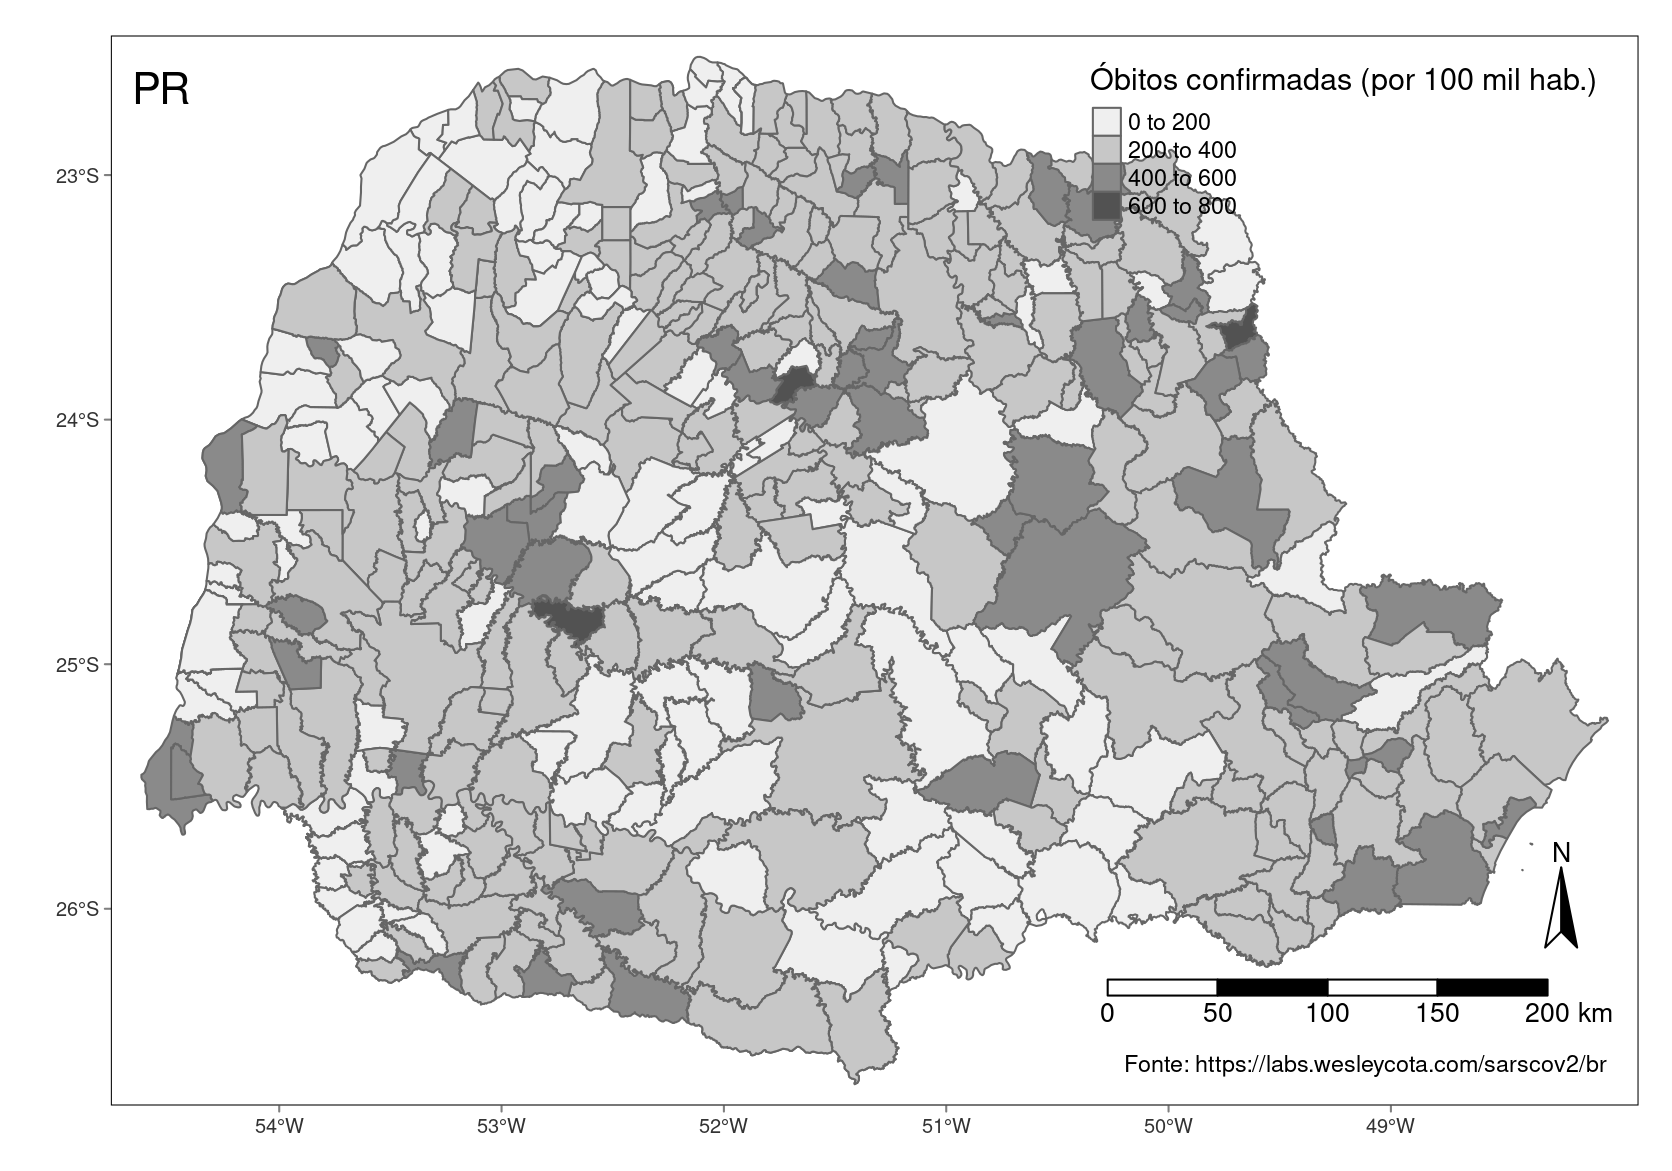 PR
Óbitos confirmadas (por 100 mil hab.)
0 to 200
200 to 400
400 to 600
600 to 800
23°S
24°S
25°S
26°S
N
0 50 100 150 200 km
Fonte: https://labs.wesleycota.com/sarscov2/br
54°W 53°W 52°W 51°W 50°W 49°W